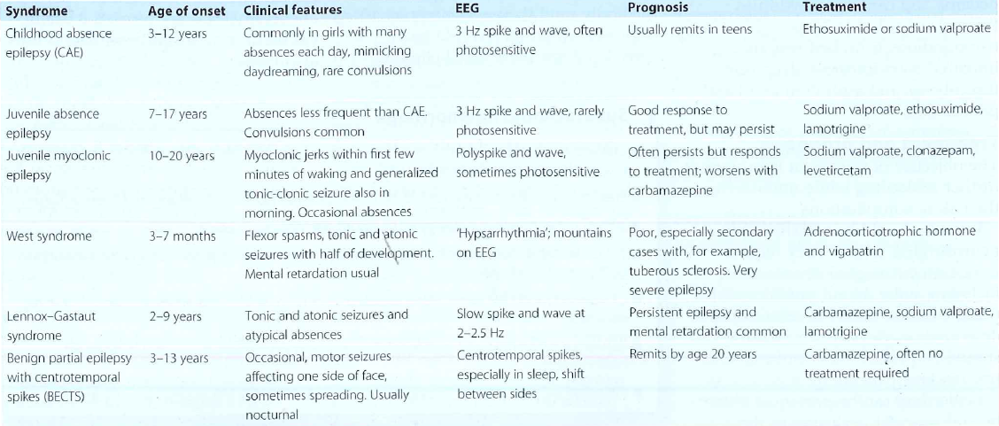 Syndrome
Age of onset
Clinical features
EEG
Prognosis
Treatment
Childhood absence
epilepsy (CAE)
3–12 years
Commonly in girls with many
absences each day, mimicking
daydreaming, rare convulsions
3 Hz spike and wave, often
photosensitive
Usually remits in teens
Ethosuximide or sodium valproate
Juvenile absence
epilepsy
7–17 years
Absences less frequent than CAE.
Convulsions common
3 Hz spike and wave, rarely
photosensitive
Good response to
treatment, but may persist
Sodium valproate, ethosuximide,
lamotrigine
Juvenile myoclonic
epilepsy
10–20 years
Myoclonic jerks within first few
minutes of waking and generalized
tonic-clonic seizure also in
morning. Occasional absences
Polyspike and wave,
sometimes photosensitive
Often persists but responds
to treatment; worsens with
carbamazepine
Sodium valproate, clonazepam,
levetircetam
West syndrome
3–7 months
Flexor spasms, tonic and atonic
seizures with half of development.
Mental retardation usual
'Hypsarrhythmia'; mountains
on EEG
Poor, especially secondary
cases with, for example,
tuberous sclerosis. Very
severe epilepsy
Adrenocorticotrophic hormone
and vigabatrin
Lennox–Gastaut
syndrome
2–9 years
Tonic and atonic seizures and
atypical absences
Slow spike and wave at
2–2.5 Hz
Persistent epilepsy and
mental retardation common
Carbamazepine, sodium valproate,
lamotrigine
Benign partial epilepsy
with centrotemporal
spikes (BECTS)
3–13 years
Occasional, motor seizures
affecting one side of face,
sometimes spreading. Usually
nocturnal
Centrotemporal spikes,
especially in sleep, shift
between sides
Remits by age 20 years
Carbamazepine, often no
treatment required